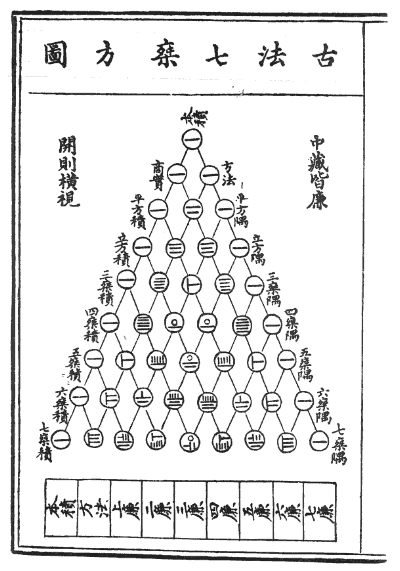 古法七乘方圖
中藏皆廉
開則橫視
本積
商實
方法
平方積
平方隅
立方積
立方隅
三乘積
三乘隅
四乘積
四乘隅
五乘積
五乘隅
六乘積
六乘隅
七乘積
七乘隅
本積
方法
上廉
二廉
三廉
四廉
五廉
六廉
七廉